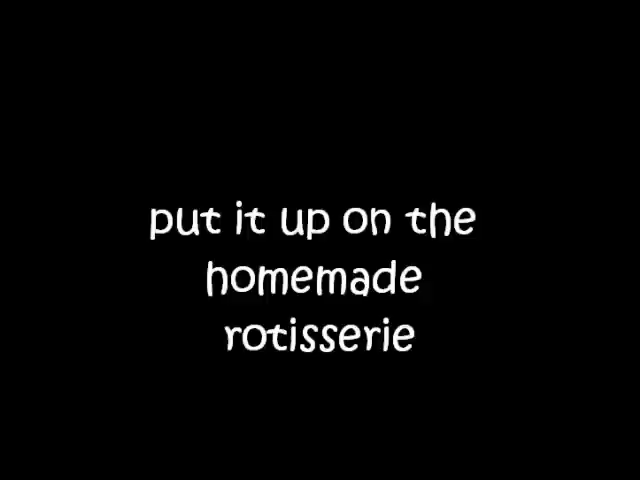 put it up on the
homemade
rotisserie